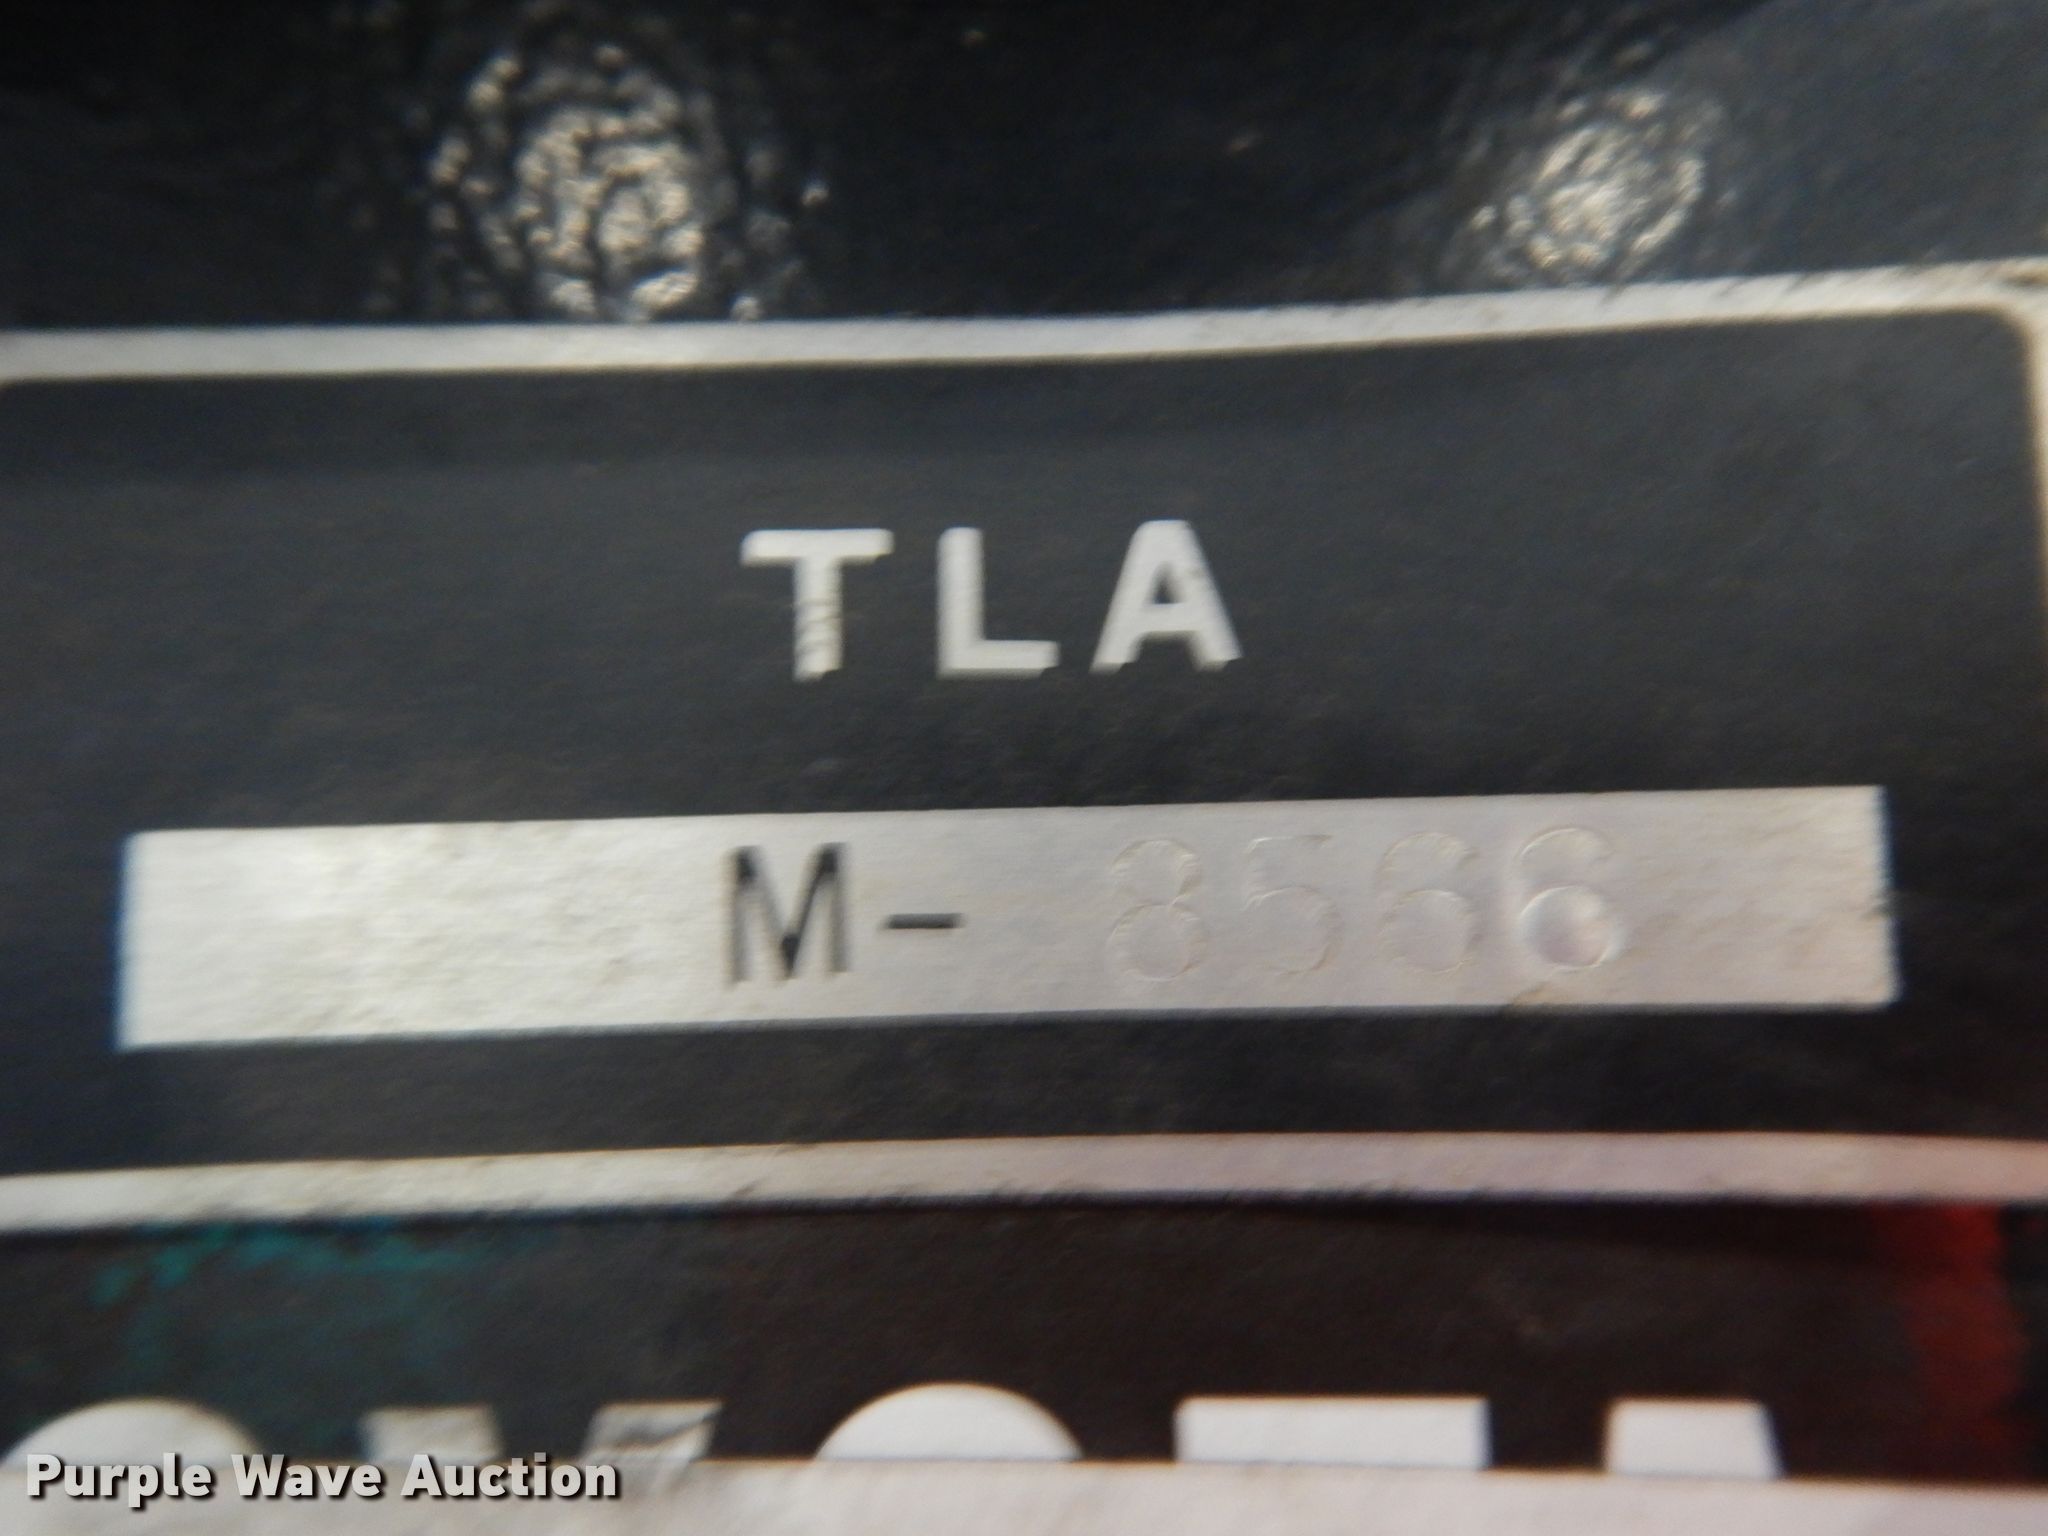 TLA
M- 8566
Purple Wave Auction